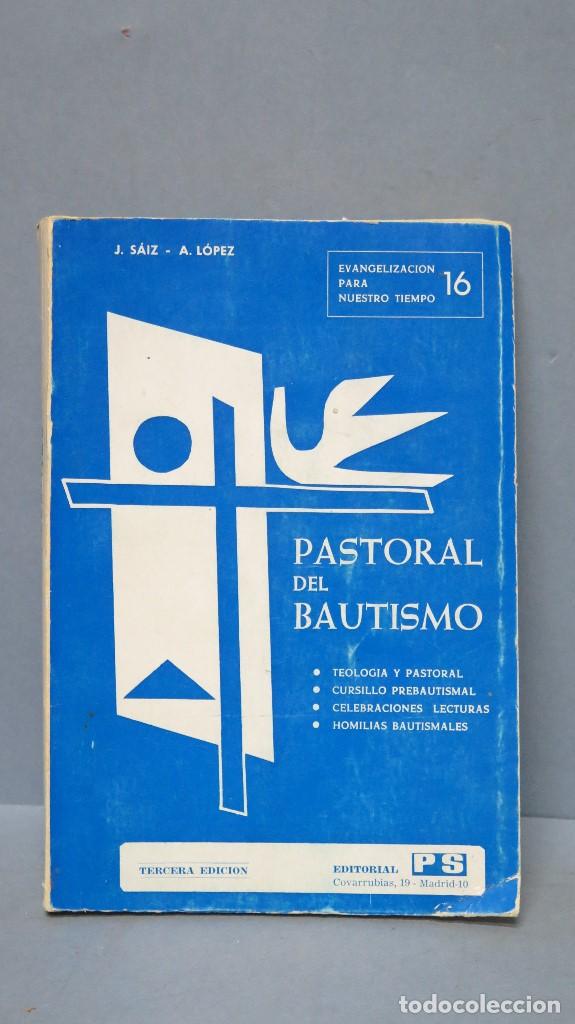 J. SÁIZ - A. LÓPEZ
EVANGELIZACION
PARA
NUESTRO TIEMPO
16
PASTORAL
DEL
BAUTISMO
• TEOLOGIA Y PASTORAL
• CURSILLO PREBAUTISMAL
• CELEBRACIONES LECTURAS
• HOMILIAS BAUTISMALES
TERCERA EDICION
EDITORIAL PS
Covarrubias, 19 - Madrid-10
todocoleccion.net